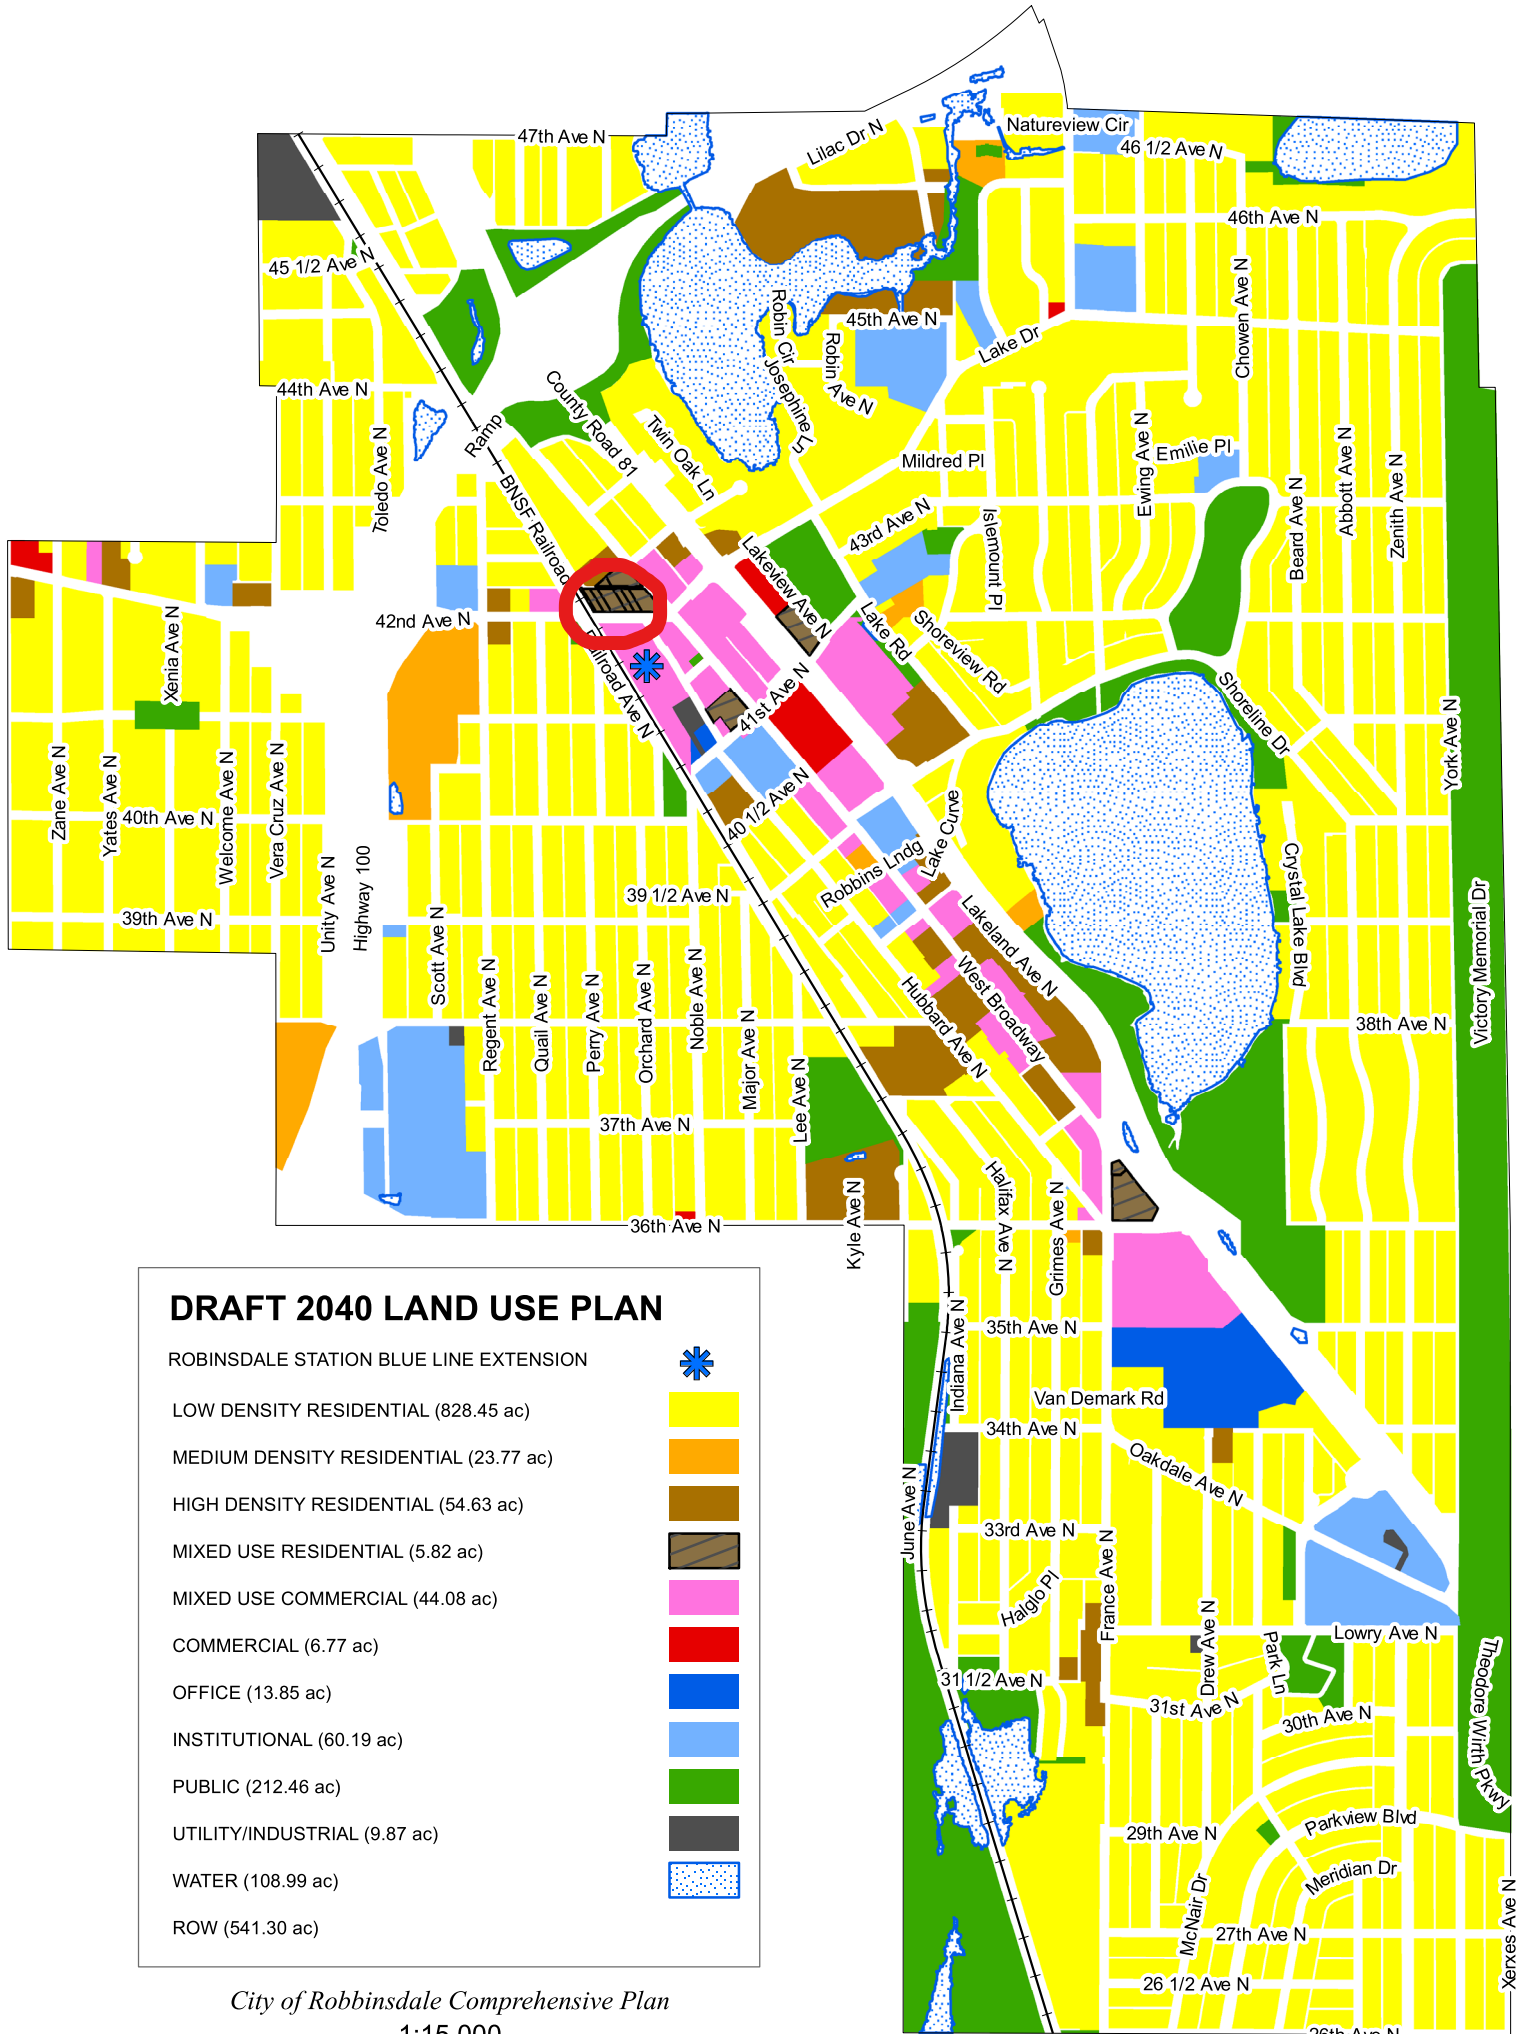 47th Ave N
Lilac Dr N
Natureview Cir
46 1/2 Ave N
46th Ave N
45 1/2 Ave N
Chowen Ave N
Robin Cir
45th Ave N
Lake Dr
Robin Ave N
Josephine Ln
44th Ave N
County Road 81
Ramp
Twin Oak Ln
Toledo Ave N
Mildred Pl
Ewing Ave N
Emilie Pl
Beard Ave N
Abbott Ave N
Zenith Ave N
BNSF Railroad
43rd Ave N
Islemount Pl
Lakeview Ave N
Lake Rd
Shoreview Rd
42nd Ave N
Xenia Ave N
Railroad Ave N
41st Ave N
Shoreline Dr
York Ave N
Zane Ave N
Yates Ave N
40th Ave N
Welcome Ave N
Vera Cruz Ave N
40 1/2 Ave N
Lake Curve
Robbins Lndg
Crystal Lake Blvd
Unity Ave N
Highway 100
39 1/2 Ave N
39th Ave N
Scott Ave N
Victory Memorial Dr
Lakeland Ave N
West Broadway
Hubbard Ave N
Regent Ave N
Quail Ave N
Perry Ave N
Orchard Ave N
Noble Ave N
Major Ave N
Lee Ave N
38th Ave N
37th Ave N
Halifax Ave N
Grimes Ave N
Kyle Ave N
36th Ave N
DRAFT 2040 LAND USE PLAN
ROBINSDALE STATION BLUE LINE EXTENSION
LOW DENSITY RESIDENTIAL (828.45 ac)
MEDIUM DENSITY RESIDENTIAL (23.77 ac)
HIGH DENSITY RESIDENTIAL (54.63 ac)
MIXED USE RESIDENTIAL (5.82 ac)
MIXED USE COMMERCIAL (44.08 ac)
COMMERCIAL (6.77 ac)
OFFICE (13.85 ac)
INSTITUTIONAL (60.19 ac)
PUBLIC (212.46 ac)
UTILITY/INDUSTRIAL (9.87 ac)
WATER (108.99 ac)
ROW (541.30 ac)
Indiana Ave N
35th Ave N
Van Demark Rd
34th Ave N
Oakdale Ave N
June Ave N
33rd Ave N
France Ave N
Halglo Pl
Drew Ave N
Lowry Ave N
Park Ln
Theodore Wirth Pkwy
31 1/2 Ave N
31st Ave N
30th Ave N
29th Ave N
Parkview Blvd
Meridian Dr
McNair Dr
27th Ave N
Xerxes Ave N
26 1/2 Ave N
26th Ave N
City of Robbinsdale Comprehensive Plan
1:15,000